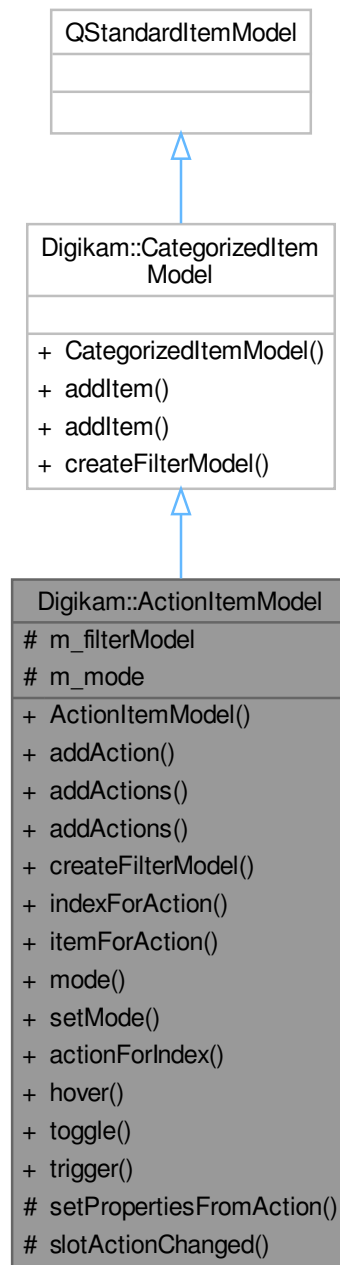 QStandardItemModel
Digikam::CategorizedItem
Model
+ CategorizedItemModel()
+ addItem()
+ addItem()
+ createFilterModel()
Digikam::ActionItemModel
# m_filterModel
# m_mode
+ ActionItemModel()
+ addAction()
+ addActions()
+ addActions()
+ createFilterModel()
+ indexForAction()
+ itemForAction()
+ mode()
+ setMode()
+ actionForIndex()
+ hover()
+ toggle()
+ trigger()
# setPropertiesFromAction()
# slotActionChanged()